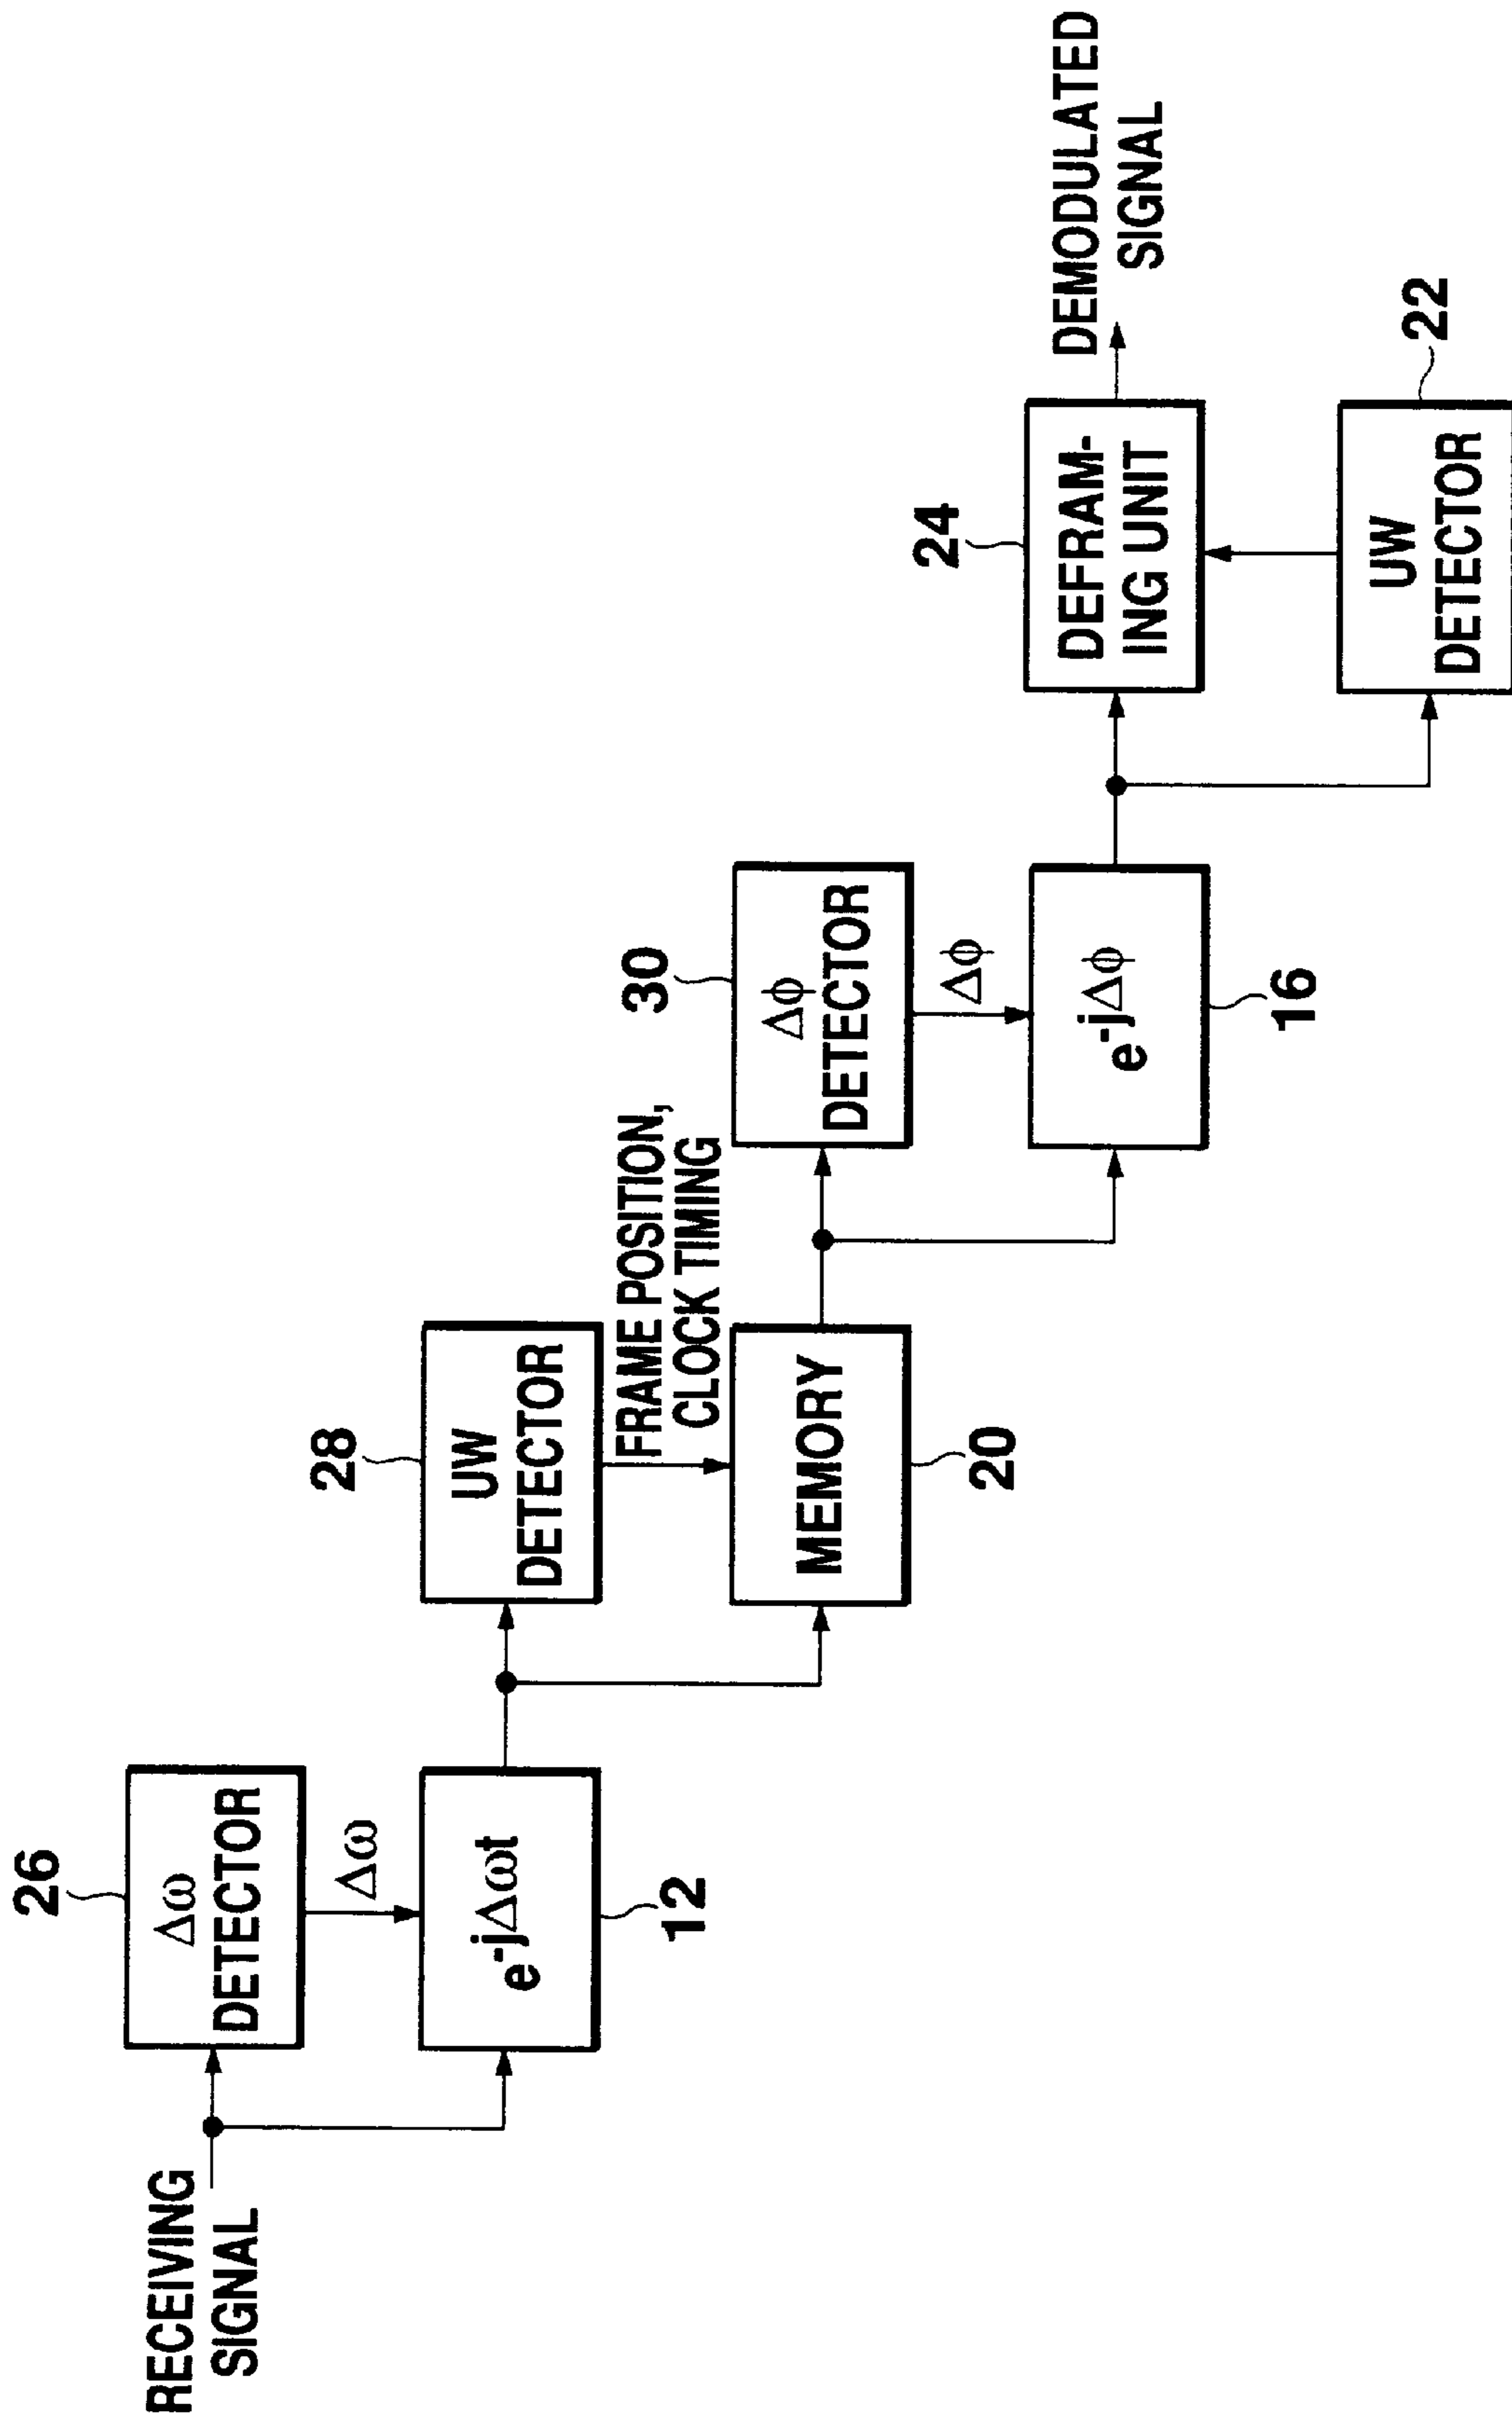 RECEIVING
SIGNAL
26
Δω
DETECTOR
Δω
e-jΔωt
12
28
UW
DETECTOR
FRAME POSITION,
CLOCK TIMING
MEMORY
20
30
Δϕ
DETECTOR
Δϕ
e-jΔϕ
16
24
DEFRAM-
ING UNIT
UW
DETECTOR
22
DEMODULATED
SIGNAL